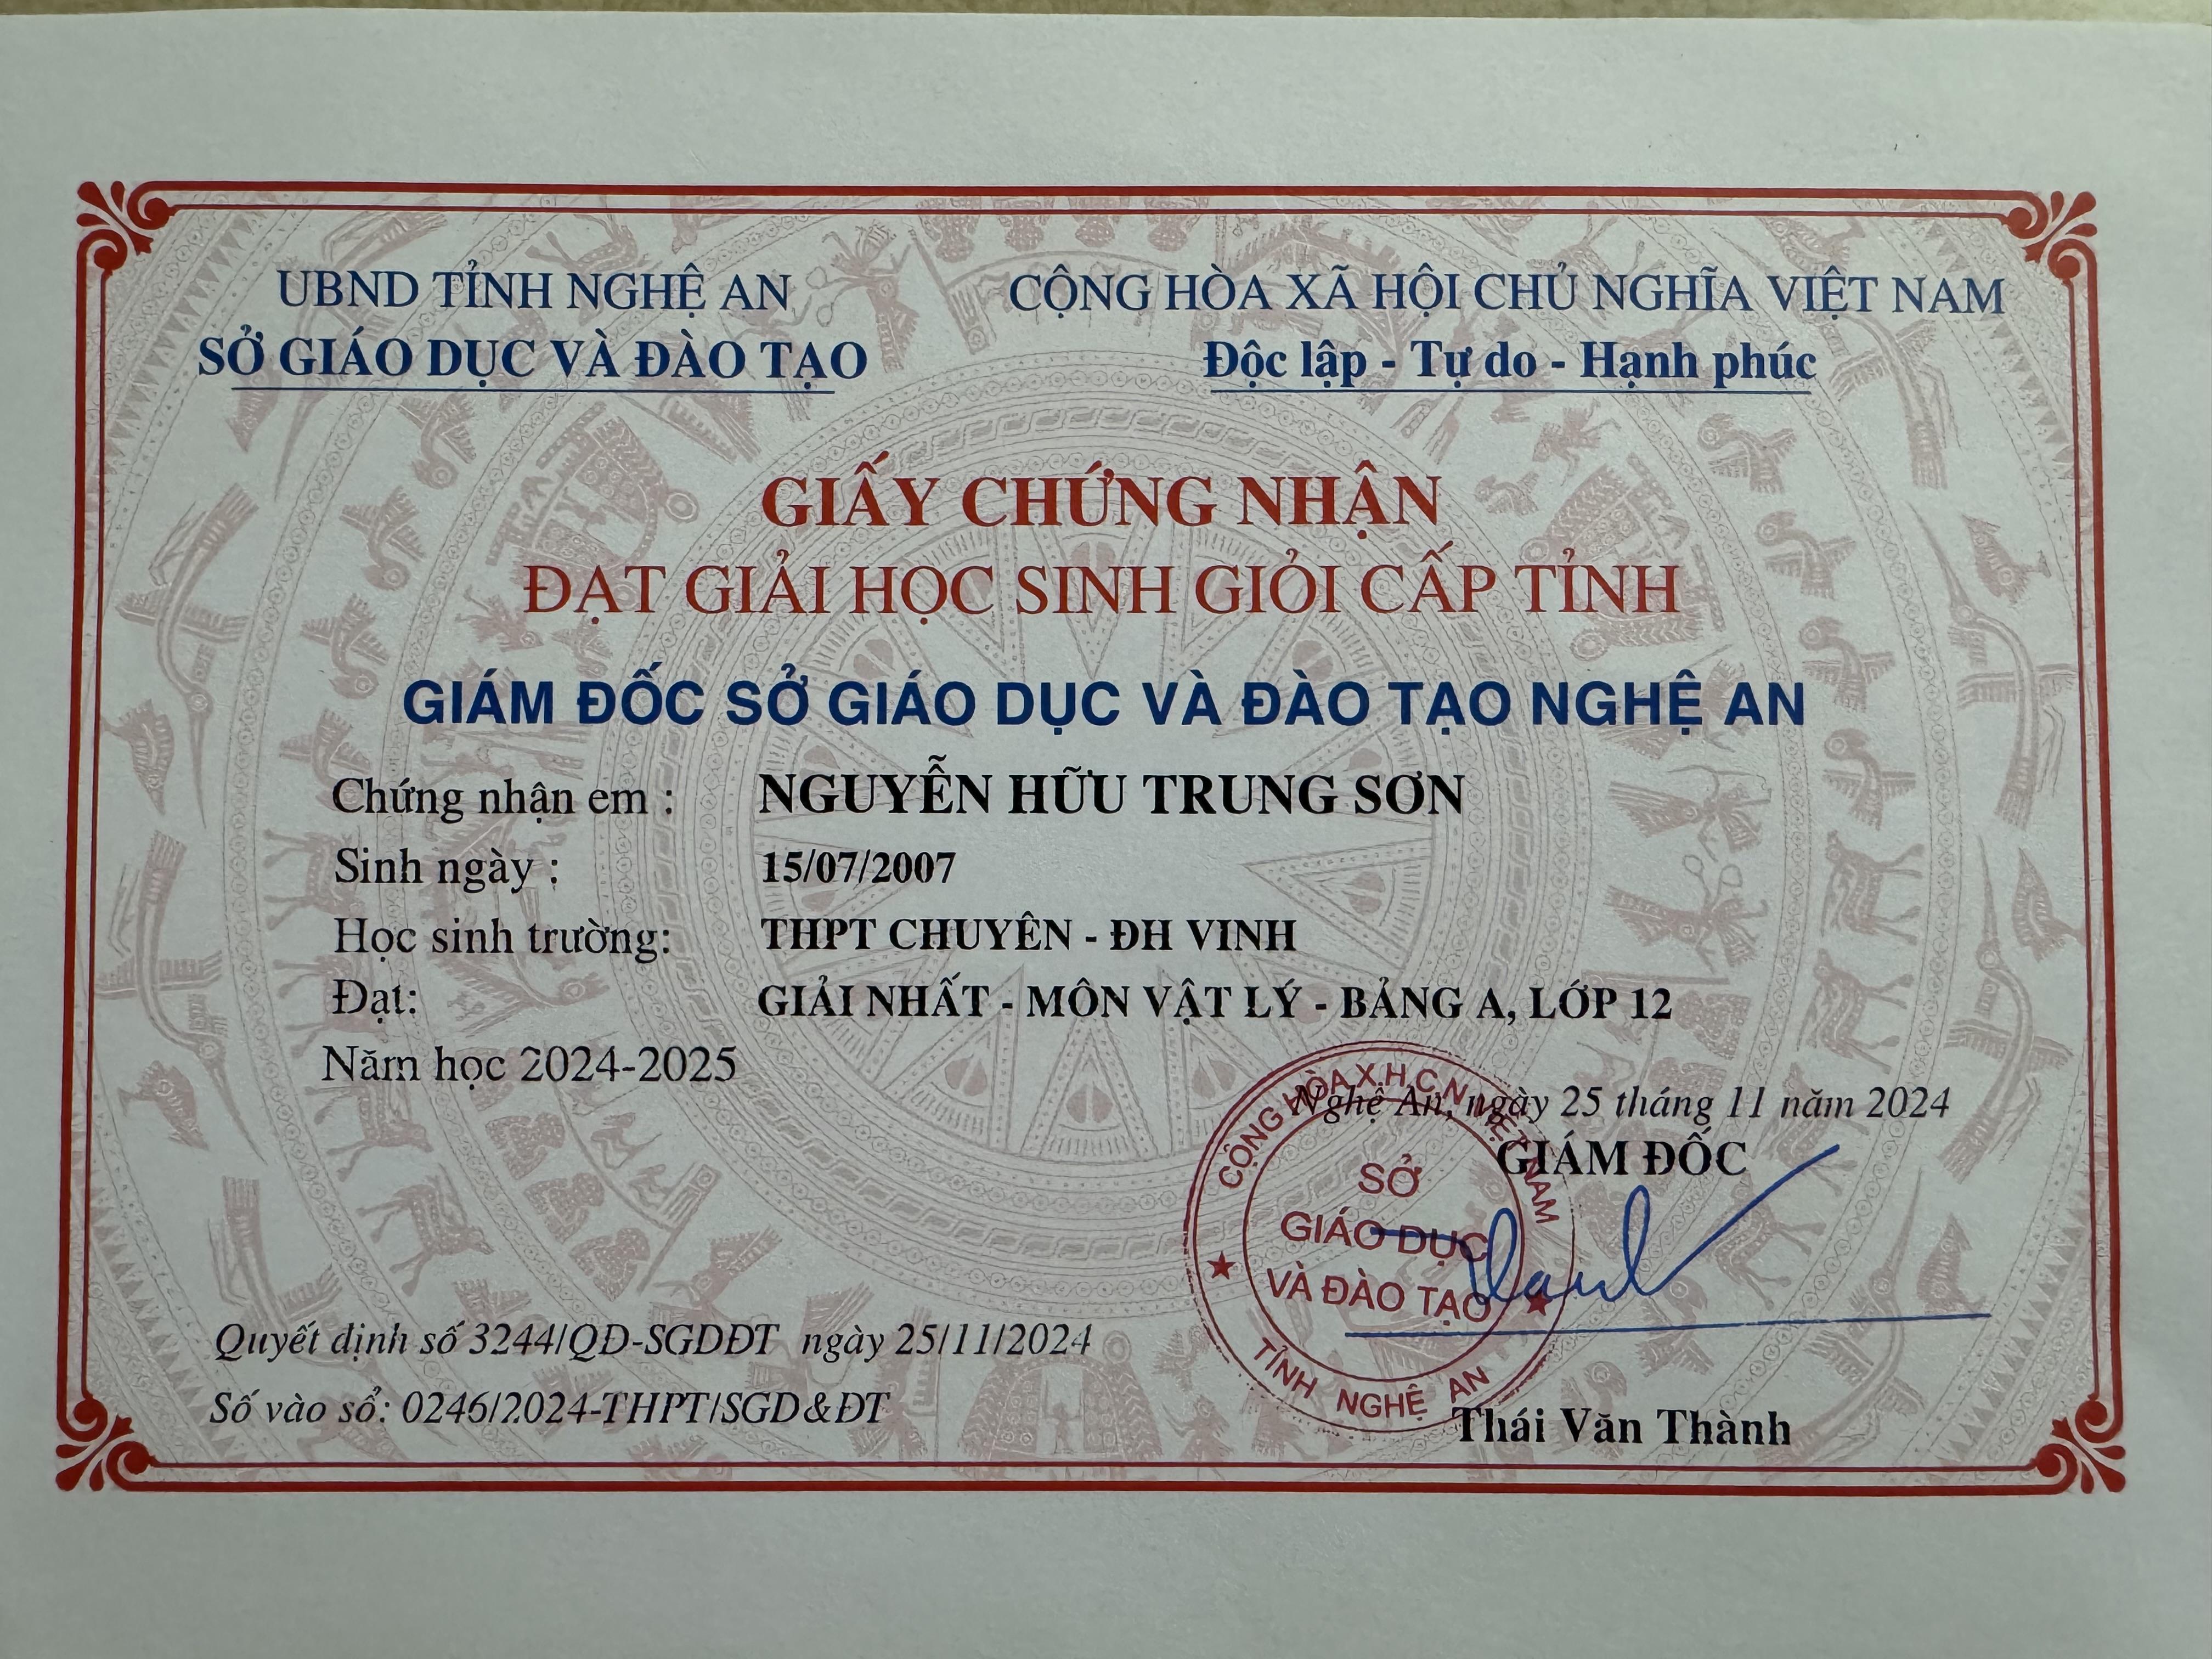 UBND TỈNH NGHỆ AN
SỞ GIÁO DỤC VÀ ĐÀO TẠO
CỘNG HÒA XÃ HỘI CHỦ NGHĨA VIỆT NAM
Độc lập - Tự do - Hạnh phúc
GIẤY CHỨNG NHẬN
ĐẠT GIẢI HỌC SINH GIỎI CẤP TỈNH
GIÁM ĐỐC SỞ GIÁO DỤC VÀ ĐÀO TẠO NGHỆ AN
Chứng nhận em : NGUYỄN HỮU TRUNG SƠN
Sinh ngày : 15/07/2007
Học sinh trường: THPT CHUYÊN - ĐH VINH
Đạt: GIẢI NHẤT - MÔN VẬT LÝ - BẢNG A, LỚP 12
Năm học 2024-2025
Nghệ An, ngày 25 tháng 11 năm 2024
GIÁM ĐỐC
CỘNG HÒA X.H.C.N VIỆT NAM
SỞ
GIÁO DỤC
VÀ ĐÀO TẠO
TỈNH NGHỆ AN
Thái Văn Thành
Quyết định số 3244/QĐ-SGDĐT ngày 25/11/2024
Số vào sổ: 0246/2024-THPT/SGD&ĐT